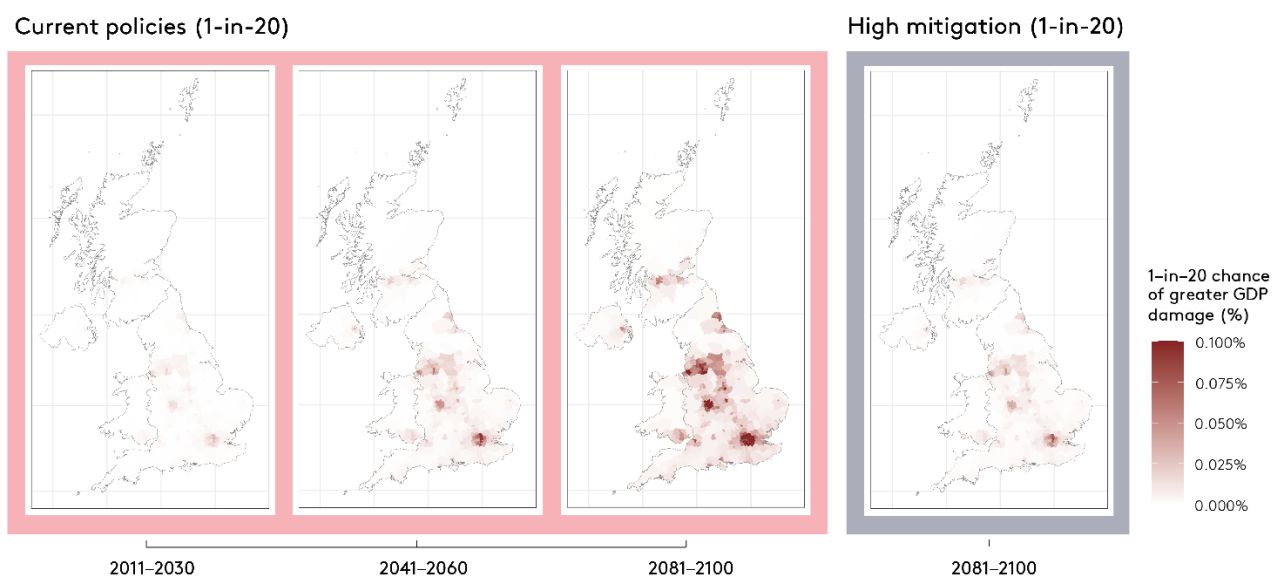 Current policies (1-in-20)
High mitigation (1-in-20)
1–in–20 chance
of greater GDP
damage (%)
0.100%
0.075%
0.050%
0.025%
0.000%
2011–2030
2041–2060
2081–2100
2081–2100